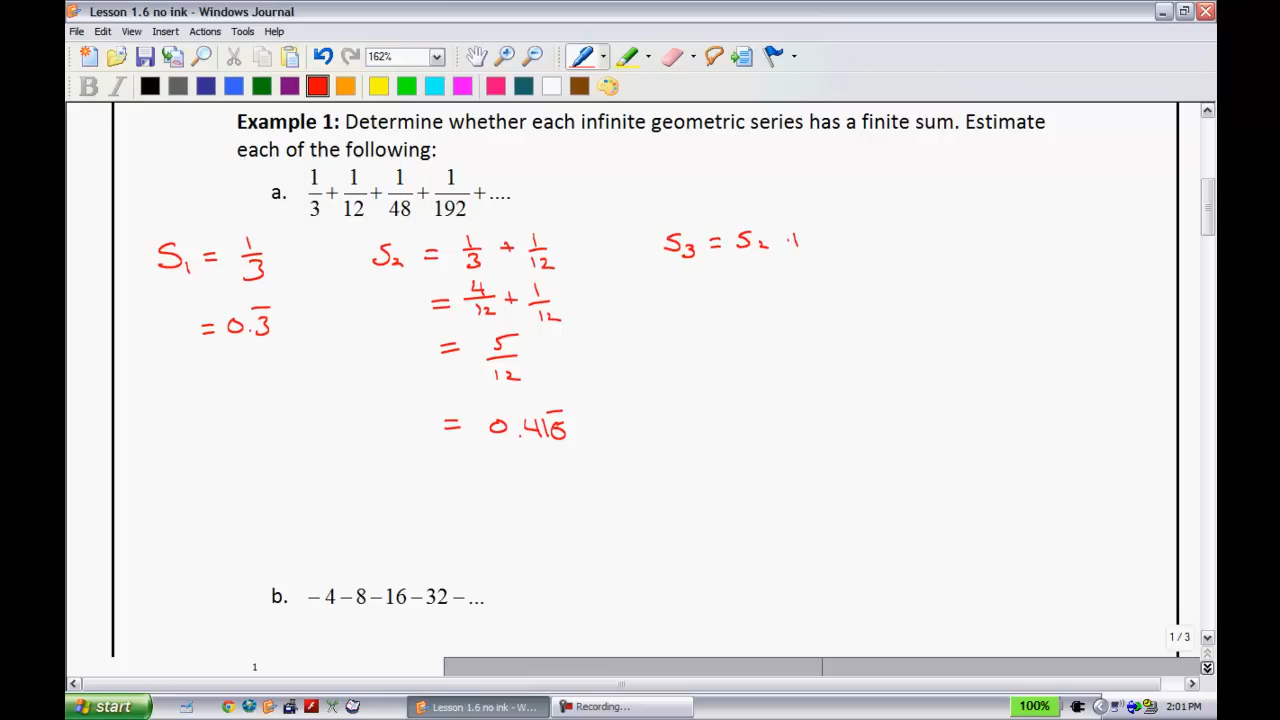 Lesson 1.6 no ink - Windows Journal
File Edit View Insert Actions Tools Help
162%
B I
Example 1: Determine whether each infinite geometric series has a finite sum. Estimate
each of the following:
a. 1/3 + 1/12 + 1/48 + 1/192 + ....
S₁ = 1/3
= 0.3̅
S₂ = 1/3 + 1/12
= 4/12 + 1/12
= 5/12
= 0.416̅
S₃ = S₂
b. – 4 – 8 – 16 – 32 – ...
1 / 3
1
start
Lesson 1.6 no ink - W...
Recording...
100%
2:01 PM